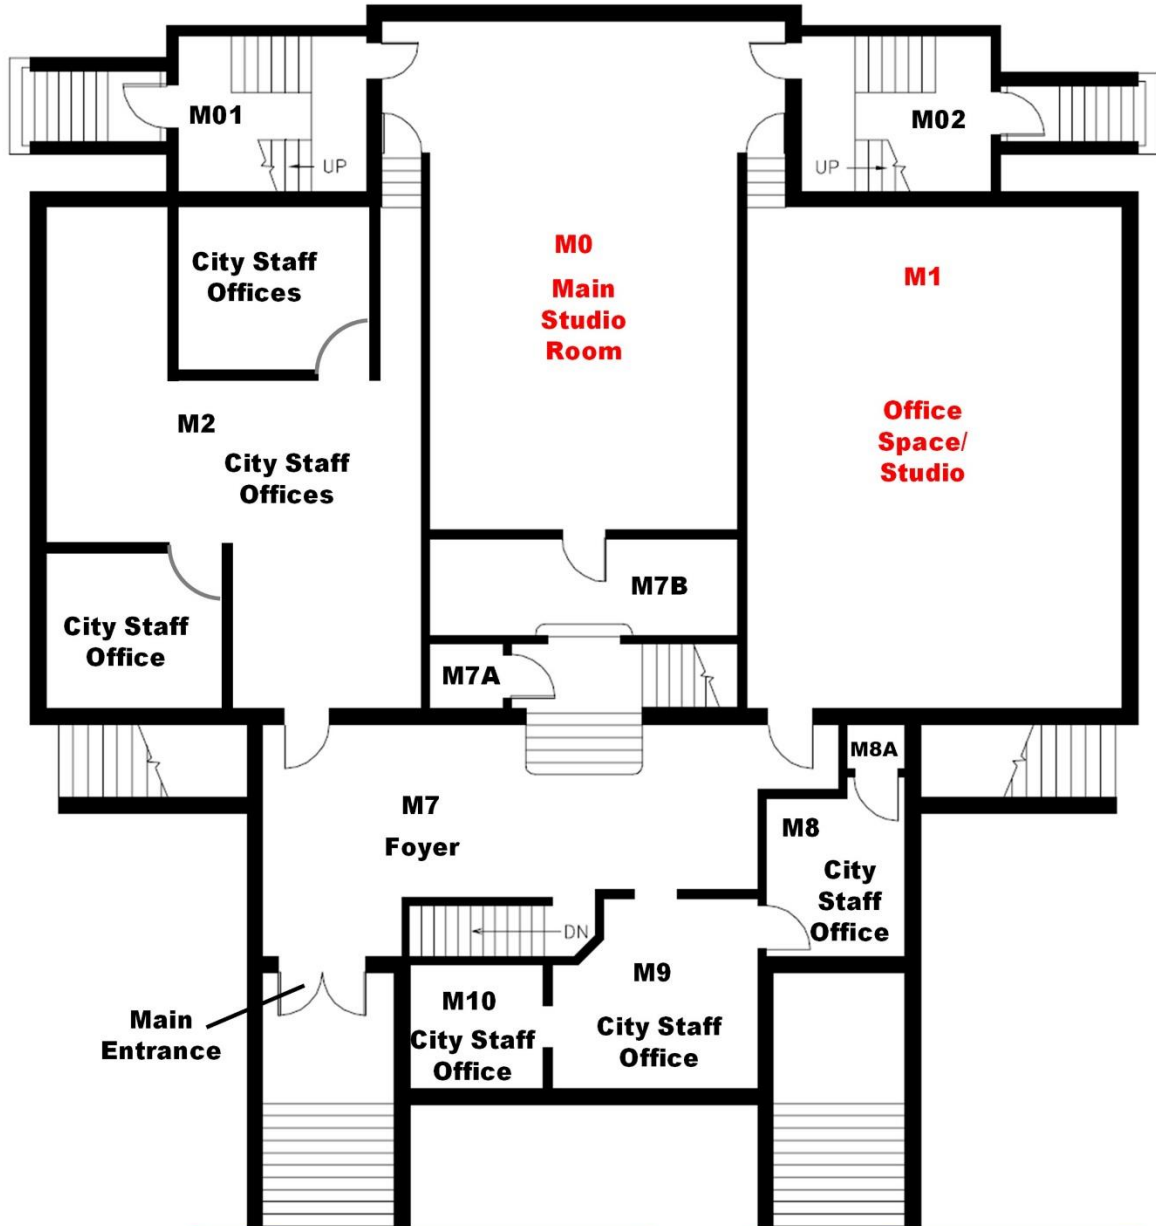 M01
UP
M02
UP
City Staff
Offices
M0
Main
Studio
Room
M1
Office
Space/
Studio
M2
City Staff
Offices
City Staff
Office
M7B
M7A
M8A
M7
Foyer
M8
City
Staff
Office
DN
M9
City Staff
Office
M10
City Staff
Office
Main
Entrance